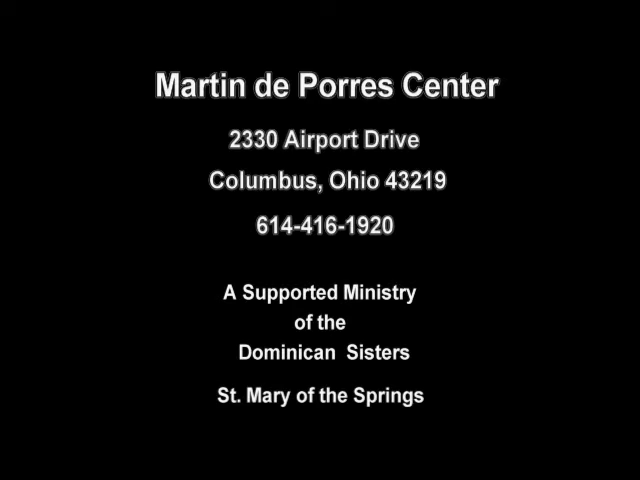 Martin de Porres Center
2330 Airport Drive
Columbus, Ohio 43219
614-416-1920
A Supported Ministry
of the
Dominican Sisters
St. Mary of the Springs